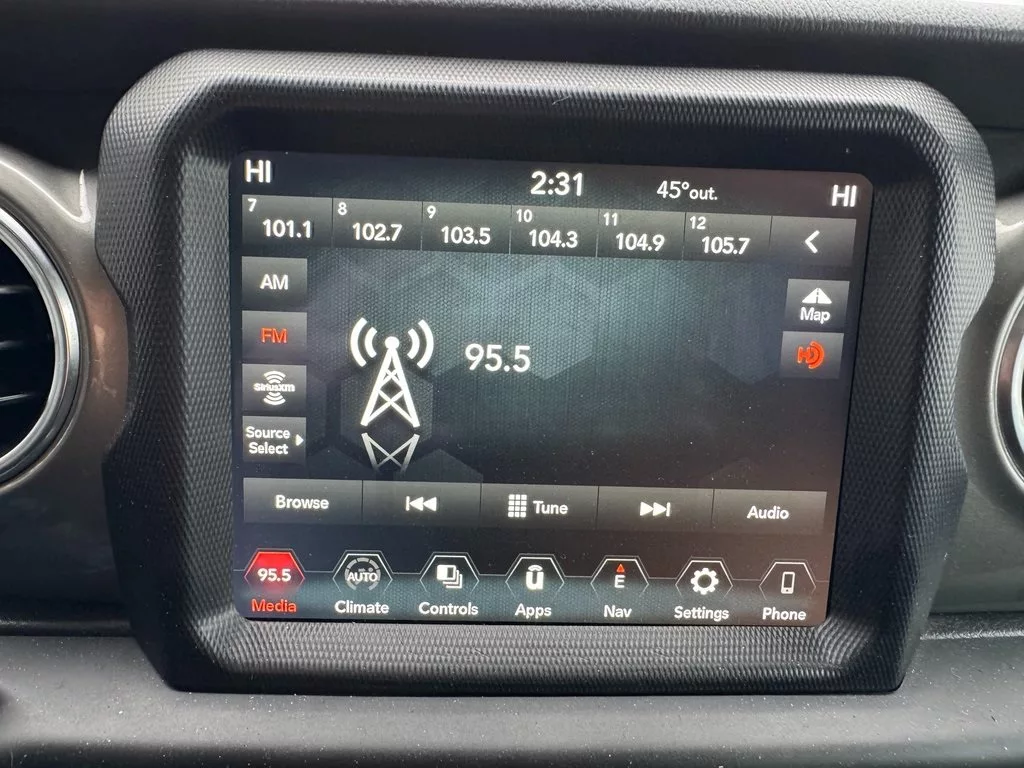 HI 2:31 45°out. HI
7 8 9 10 11 12
101.1 102.7 103.5 104.3 104.9 105.7
AM
Map
FM
95.5
HD
SiriusXM
Source
Select
Browse Tune Audio
95.5 AUTO u E
Media Climate Controls Apps Nav Settings Phone